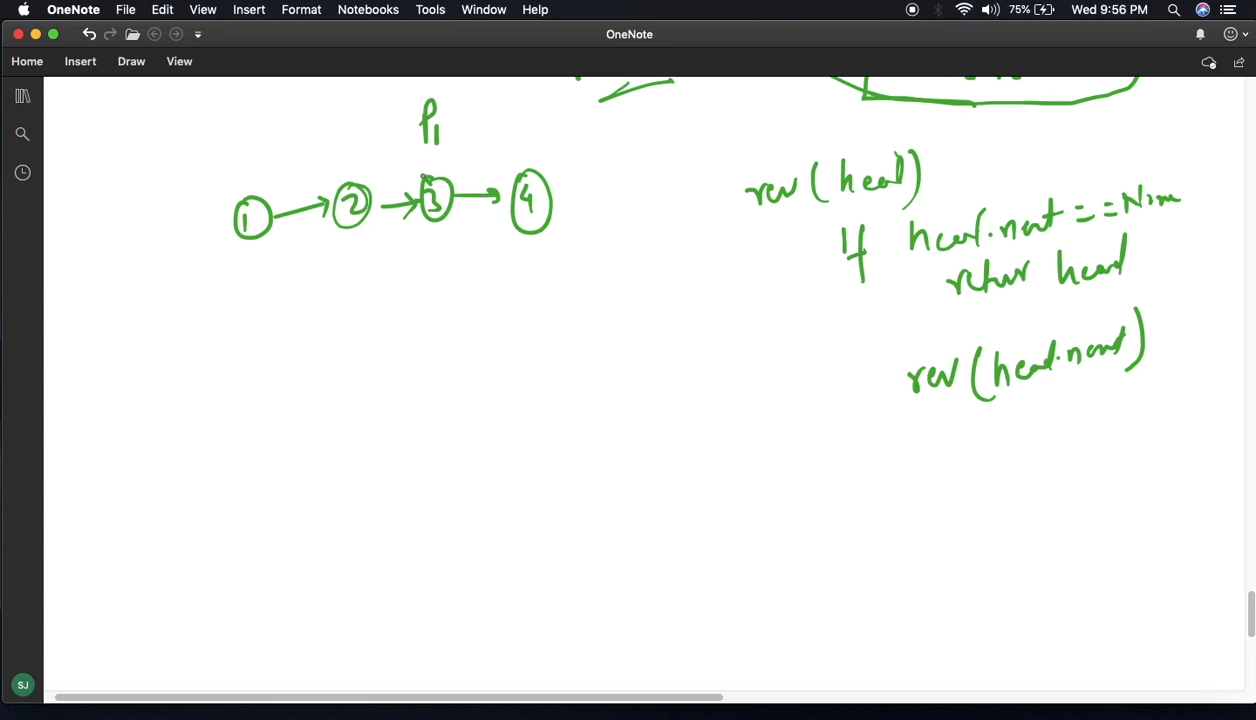 OneNote File Edit View Insert Format Notebooks Tools Window Help 75% Wed 9:56 PM
OneNote
Home Insert Draw View
P1
1 2 3 4
rev (head)
If head.next == None
retur head
rev (head.next)
SJ